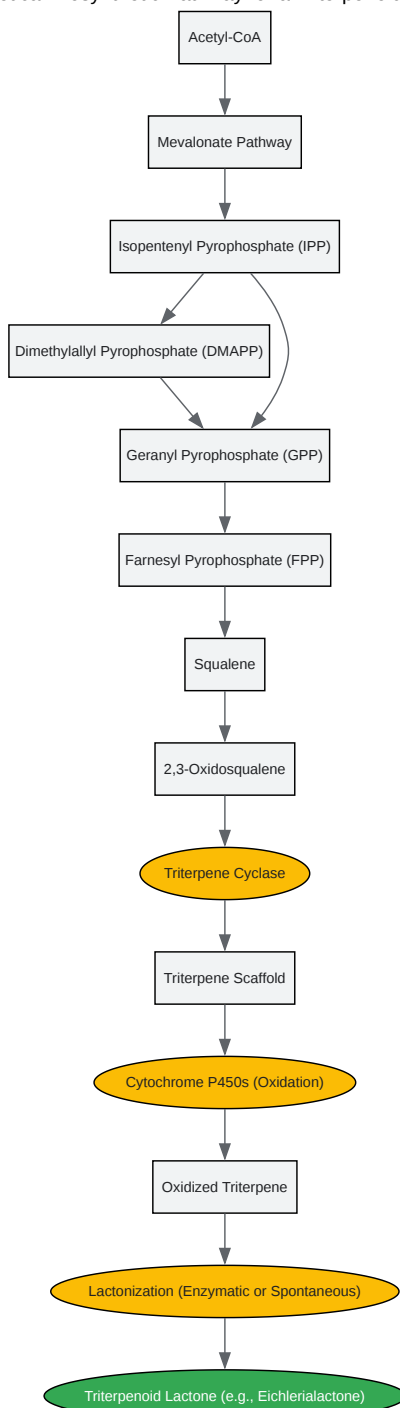 Acetyl-CoA
Mevalonate Pathway
Isopentenyl Pyrophosphate (IPP)
Dimethylallyl Pyrophosphate (DMAPP)
Geranyl Pyrophosphate (GPP)
Farnesyl Pyrophosphate (FPP)
Squalene
2,3-Oxidosqualene
Triterpene Cyclase
Triterpene Scaffold
Cytochrome P450s (Oxidation)
Oxidized Triterpene
Lactonization (Enzymatic or Spontaneous)
Triterpenoid Lactone (e.g., Eichlerialactone)